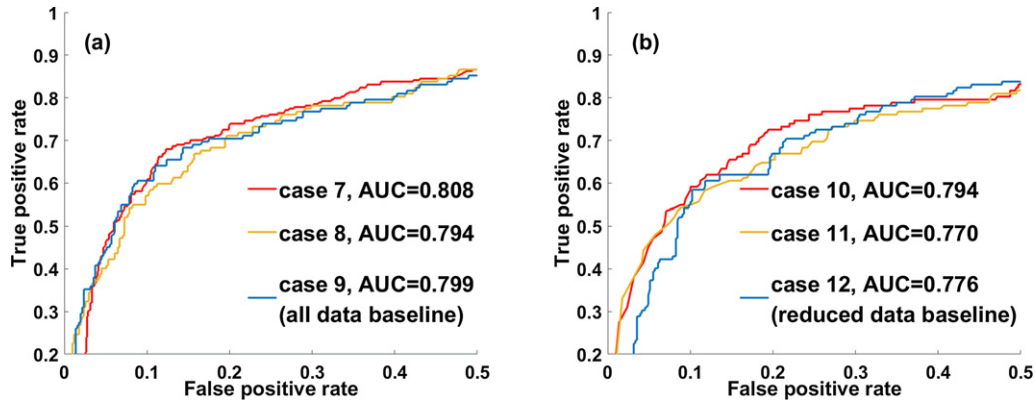 (a)
True positive rate
1
0.9
0.8
0.7
0.6
0.5
0.4
0.3
0.2
case 7, AUC=0.808
case 8, AUC=0.794
case 9, AUC=0.799
(all data baseline)
0
0.1
0.2
0.3
0.4
0.5
False positive rate
(b)
True positive rate
1
0.9
0.8
0.7
0.6
0.5
0.4
0.3
0.2
case 10, AUC=0.794
case 11, AUC=0.770
case 12, AUC=0.776
(reduced data baseline)
0
0.1
0.2
0.3
0.4
0.5
False positive rate